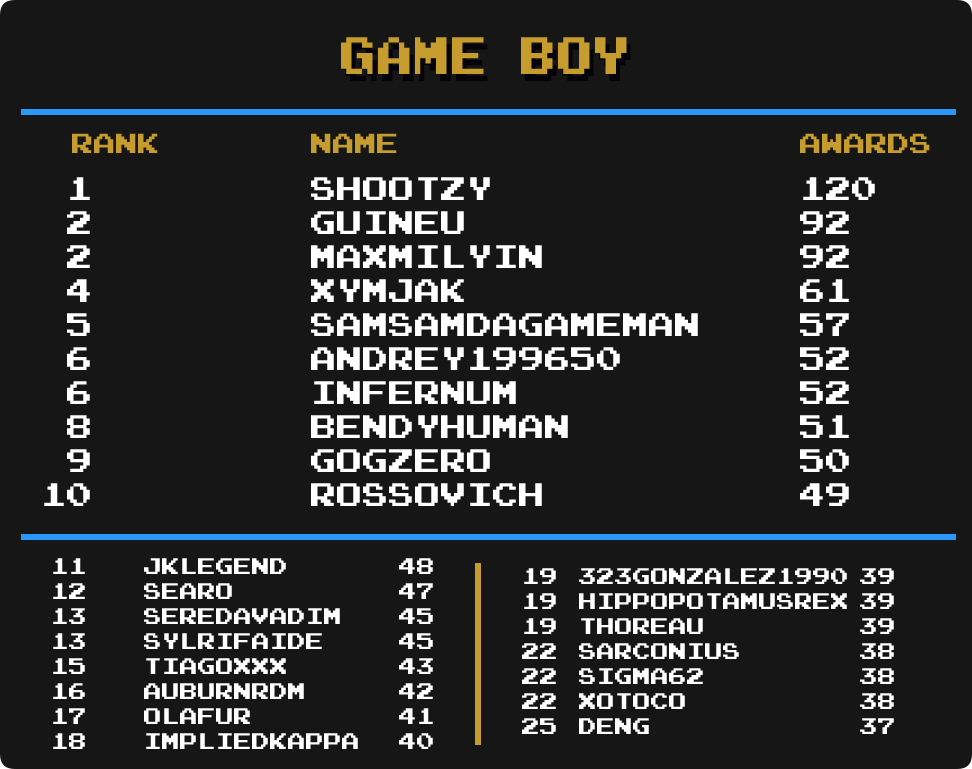 GAME BOY
RANK NAME AWARDS
1 SHOOTZY 120
2 GUINEU 92
2 MAXMILYIN 92
4 XYMJAK 61
5 SAMSAMDAGAMEMAN 57
6 ANDREY199650 52
6 INFERNUM 52
8 BENDYHUMAN 51
9 GOGZERO 50
10 ROSSOVICH 49
11 JKLEGEND 48
12 SEARO 47
13 SEREDAVADIM 45
13 SYLRIFAIDE 45
15 TIAGOXXX 43
16 AUBURNRDM 42
17 OLAFUR 41
18 IMPLIEDKAPPA 40
19 323GONZALEZ1990 39
19 HIPPOPOTAMUSREX 39
19 THOREAU 39
22 SARCONIUS 38
22 SIGMA62 38
22 XOTOCO 38
25 DENG 37